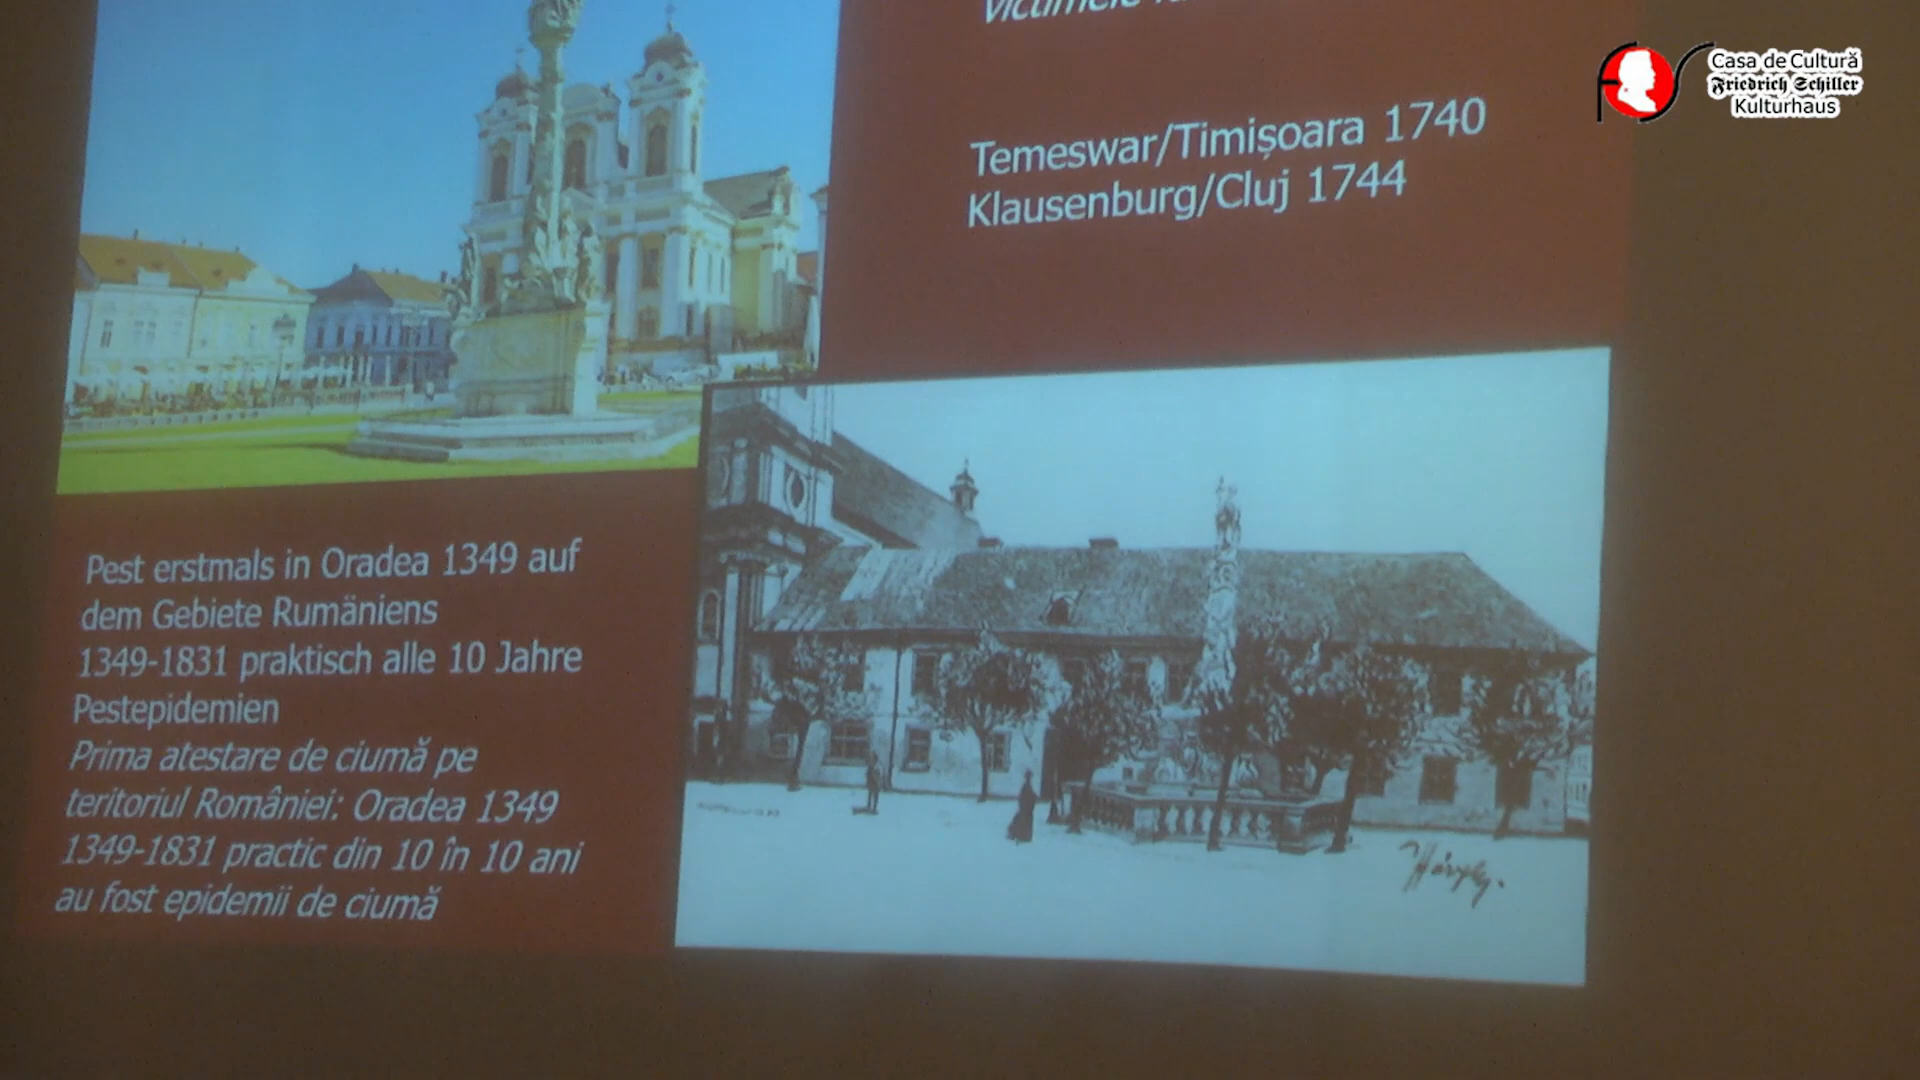 Victimele
Casa de Cultură
Friedrich Schiller
Kulturhaus
Temeswar/Timișoara 1740
Klausenburg/Cluj 1744
Pest erstmals in Oradea 1349 auf
dem Gebiete Rumäniens
1349-1831 praktisch alle 10 Jahre
Pestepidemien
Prima atestare de ciumă pe
teritoriul României: Oradea 1349
1349-1831 practic din 10 în 10 ani
au fost epidemii de ciumă